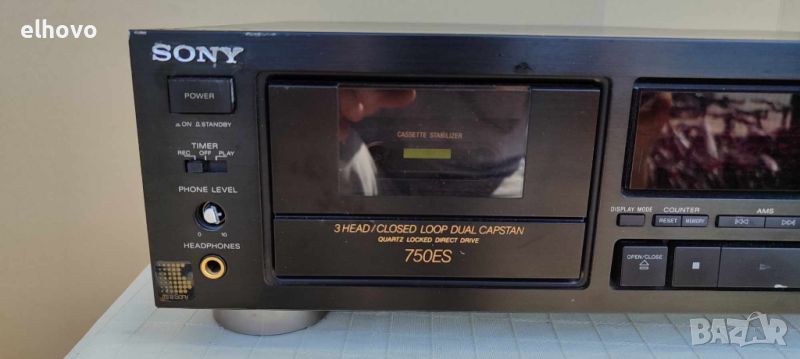 elhovo
SONY
POWER
ON STANDBY
TIMER
REC OFF PLAY
PHONE LEVEL
0 10
HEADPHONES
CASSETTE STABILIZER
3 HEAD/CLOSED LOOP DUAL CAPSTAN
QUARTZ LOCKED DIRECT DRIVE
750ES
DISPLAY MODE
COUNTER
RESET MEMORY
AMS
OPEN/CLOSE
BAZAR